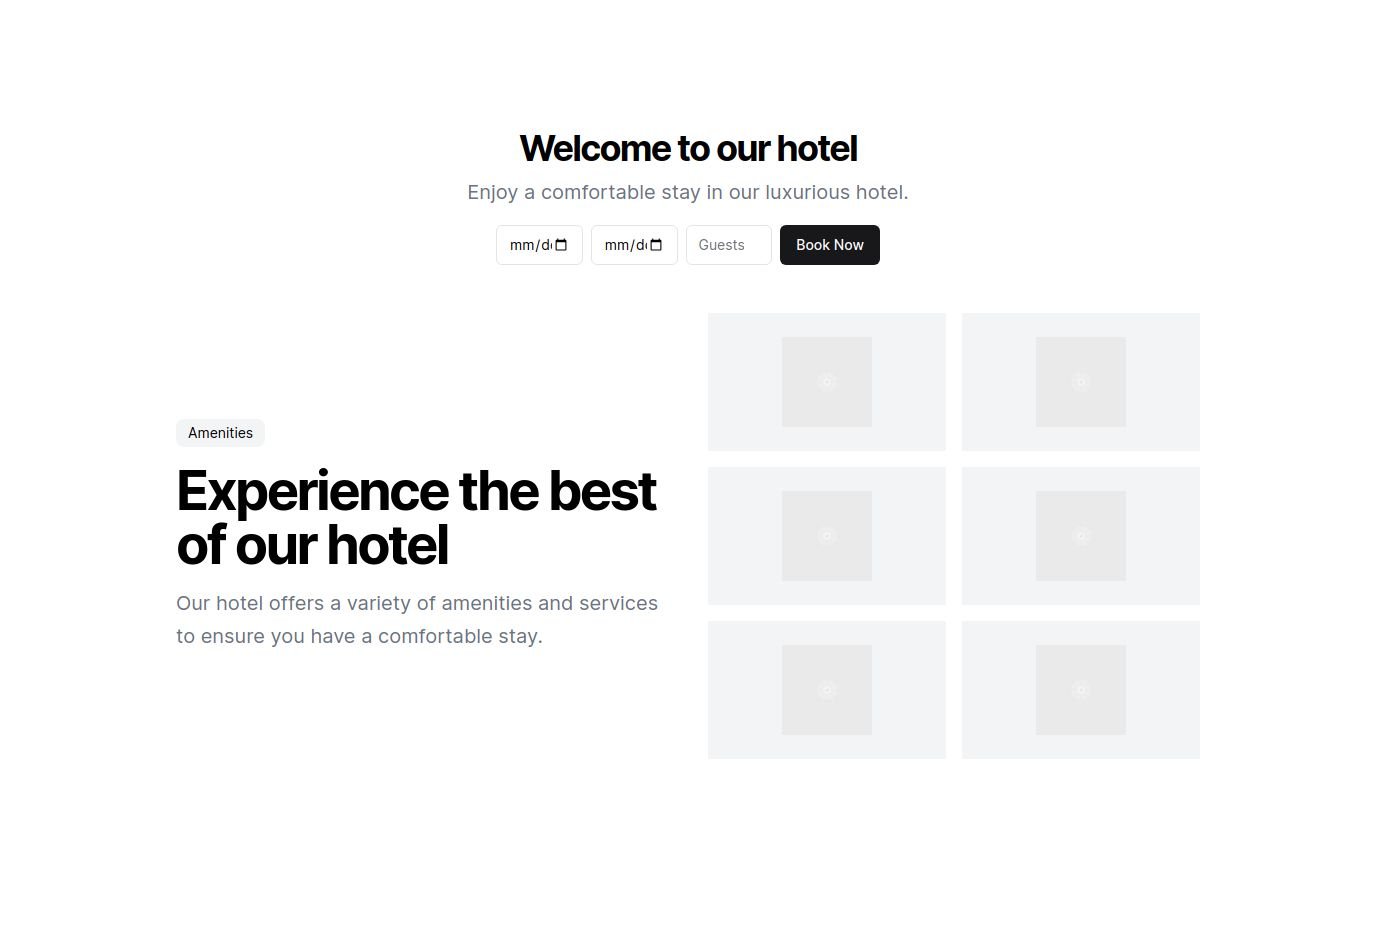 Welcome to our hotel
Enjoy a comfortable stay in our luxurious hotel.
mm/d mm/d Guests Book Now
Amenities
Experience the best
of our hotel
Our hotel offers a variety of amenities and services
to ensure you have a comfortable stay.